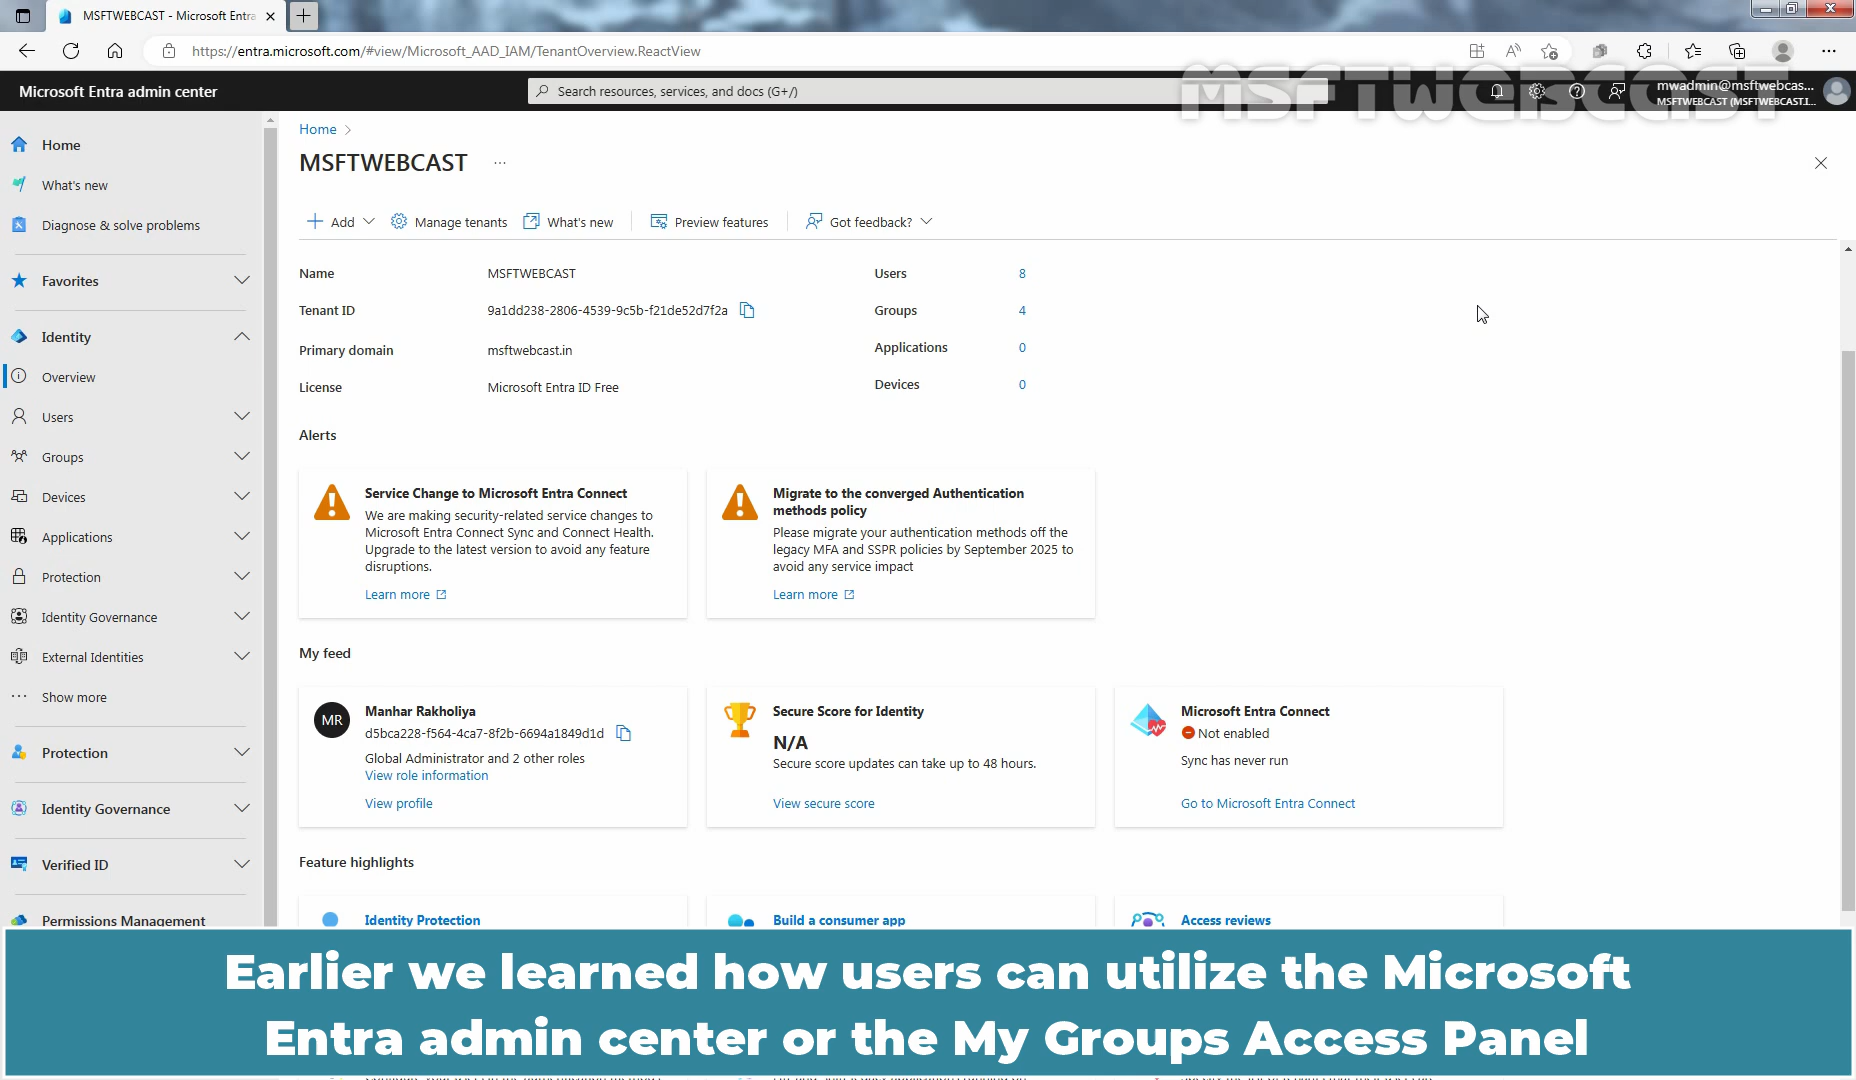 MSFTWEBCAST - Microsoft Entra
https://entra.microsoft.com/#view/Microsoft_AAD_IAM/TenantOverview.ReactView
MSFTWEBCAST
Microsoft Entra admin center
Search resources, services, and docs (G+/)
mwadmin@msftwebcas...
MSFTWEBCAST (MSFTWEBCAST.I...
Home
What's new
Diagnose & solve problems
Favorites
Identity
Overview
Users
Groups
Devices
Applications
Protection
Identity Governance
External Identities
Show more
Protection
Identity Governance
Verified ID
Permissions Management
Home
MSFTWEBCAST
Add
Manage tenants
What's new
Preview features
Got feedback?
Name MSFTWEBCAST
Tenant ID 9a1dd238-2806-4539-9c5b-f21de52d7f2a
Primary domain msftwebcast.in
License Microsoft Entra ID Free
Users 8
Groups 4
Applications 0
Devices 0
Alerts
Service Change to Microsoft Entra Connect
We are making security-related service changes to
Microsoft Entra Connect Sync and Connect Health.
Upgrade to the latest version to avoid any feature
disruptions.
Learn more
Migrate to the converged Authentication
methods policy
Please migrate your authentication methods off the
legacy MFA and SSPR policies by September 2025 to
avoid any service impact
Learn more
My feed
MR
Manhar Rakholiya
d5bca228-f564-4ca7-8f2b-6694a1849d1d
Global Administrator and 2 other roles
View role information
View profile
Secure Score for Identity
N/A
Secure score updates can take up to 48 hours.
View secure score
Microsoft Entra Connect
Not enabled
Sync has never run
Go to Microsoft Entra Connect
Feature highlights
Identity Protection
Build a consumer app
Access reviews
Earlier we learned how users can utilize the Microsoft
Entra admin center or the My Groups Access Panel